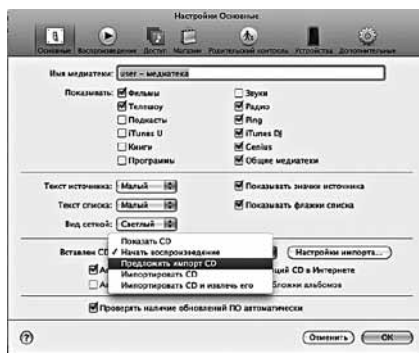 Настройки Основные
Основные Воспроизведение Доступ Магазин Родительский контроль Устройства Дополнительные
Имя медиатеки: user – медиатека
Показывать: Фильмы Звуки
Телешоу Радио
Подкасты Ping
iTunes U iTunes DJ
Книги Genius
Программы Общие медиатеки
Текст источника: Малый Показывать значки источника
Текст списка: Малый Показывать флажки списка
Вид сеткой: Светлый
Показать CD
Вставлен CD Начать воспроизведение Настройки импорта...
Предложить импорт CD
Импортировать CD ций CD в Интернете
Импортировать CD и извлечь его бложки альбомов
Проверять наличие обновлений ПО автоматически
? Отменить OK